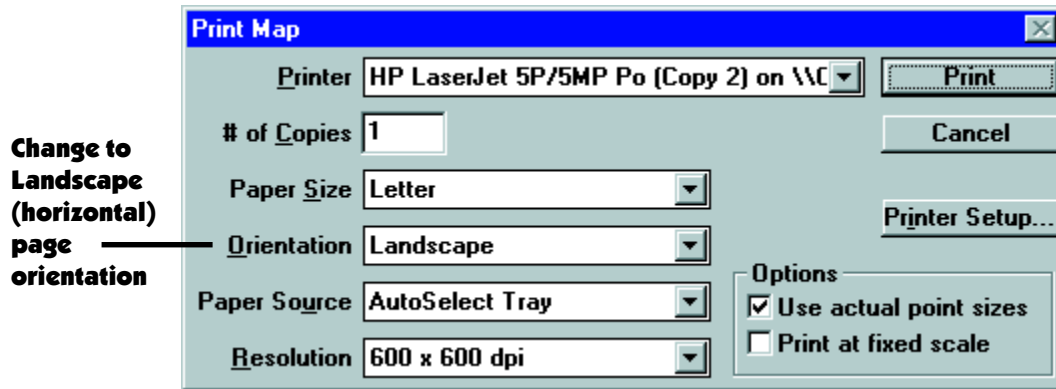 Print Map
Printer HP LaserJet 5P/5MP Po (Copy 2) on \\C
Print
# of Copies 1
Cancel
Change to
Landscape
(horizontal)
page
orientation
Paper Size Letter
Printer Setup...
Orientation Landscape
Paper Source AutoSelect Tray
Resolution 600 x 600 dpi
Options
Use actual point sizes
Print at fixed scale